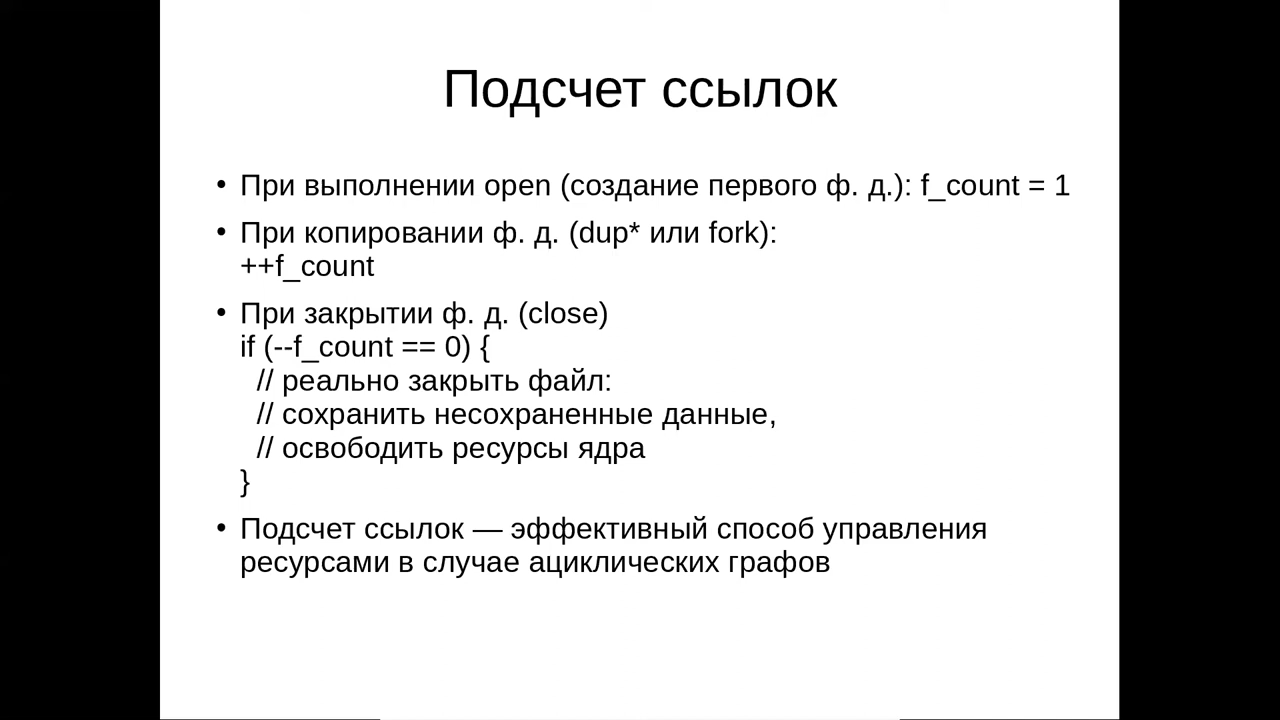 Подсчет ссылок
• При выполнении open (создание первого ф. д.): f_count = 1
• При копировании ф. д. (dup* или fork):
++f_count
• При закрытии ф. д. (close)
if (--f_count == 0) {
// реально закрыть файл:
// сохранить несохраненные данные,
// освободить ресурсы ядра
}
• Подсчет ссылок — эффективный способ управления
ресурсами в случае ациклических графов